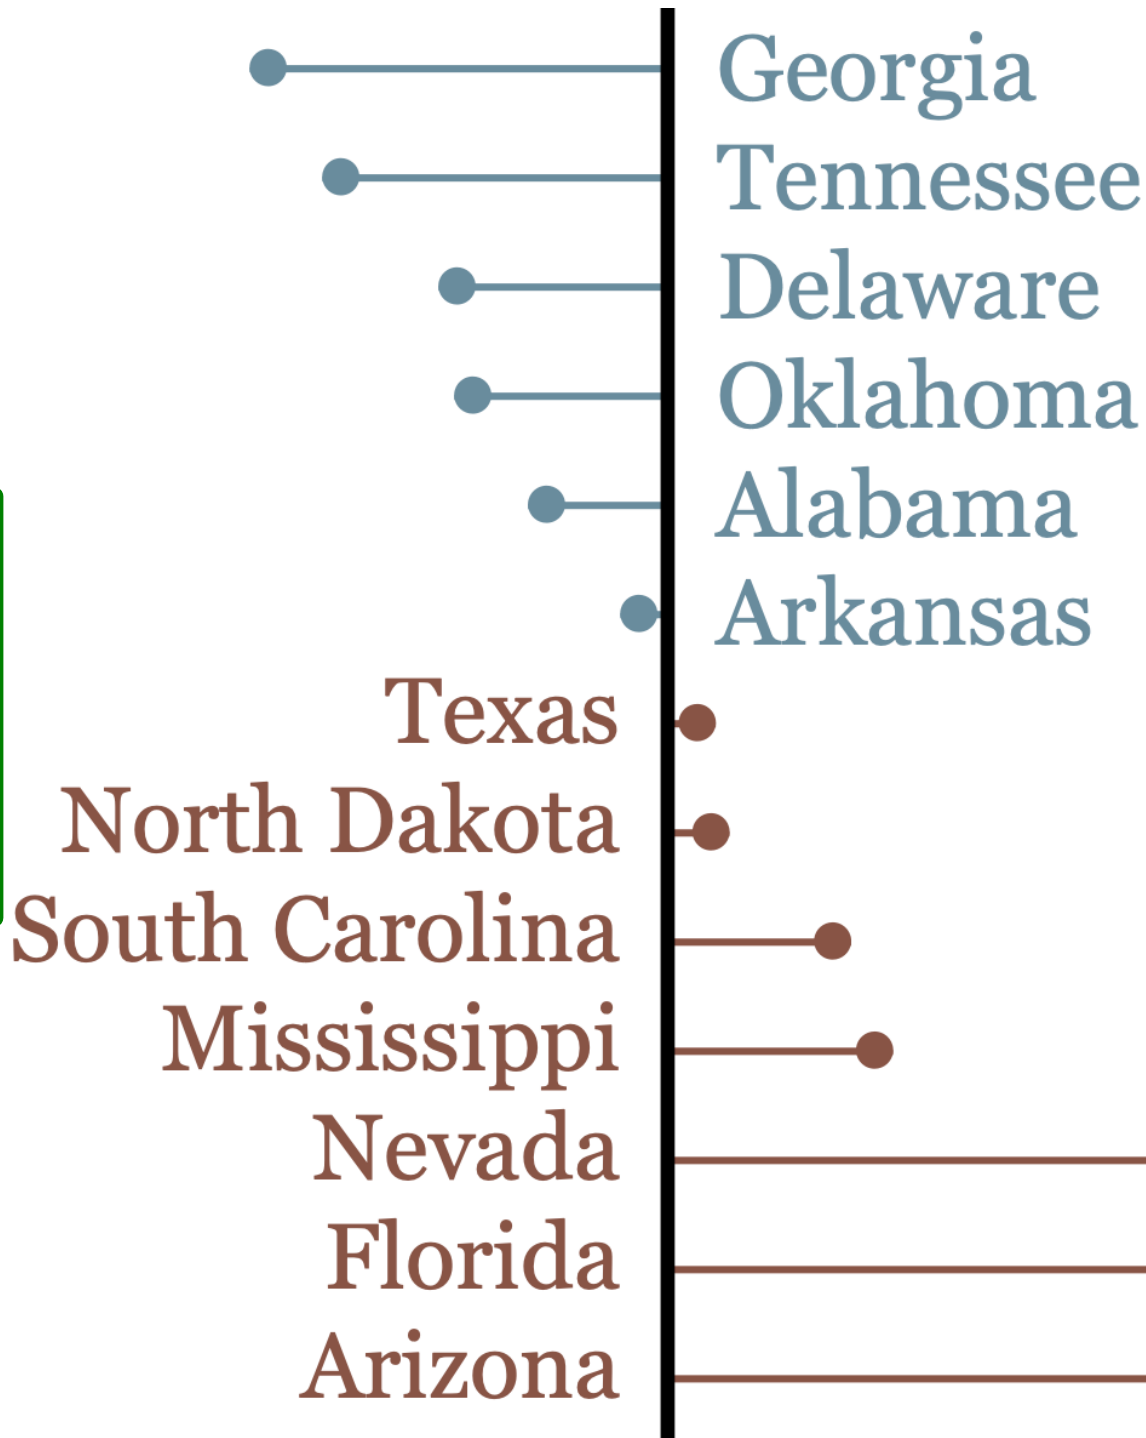 Georgia
Tennessee
Delaware
Oklahoma
Alabama
Arkansas
Texas
North Dakota
South Carolina
Mississippi
Nevada
Florida
Arizona